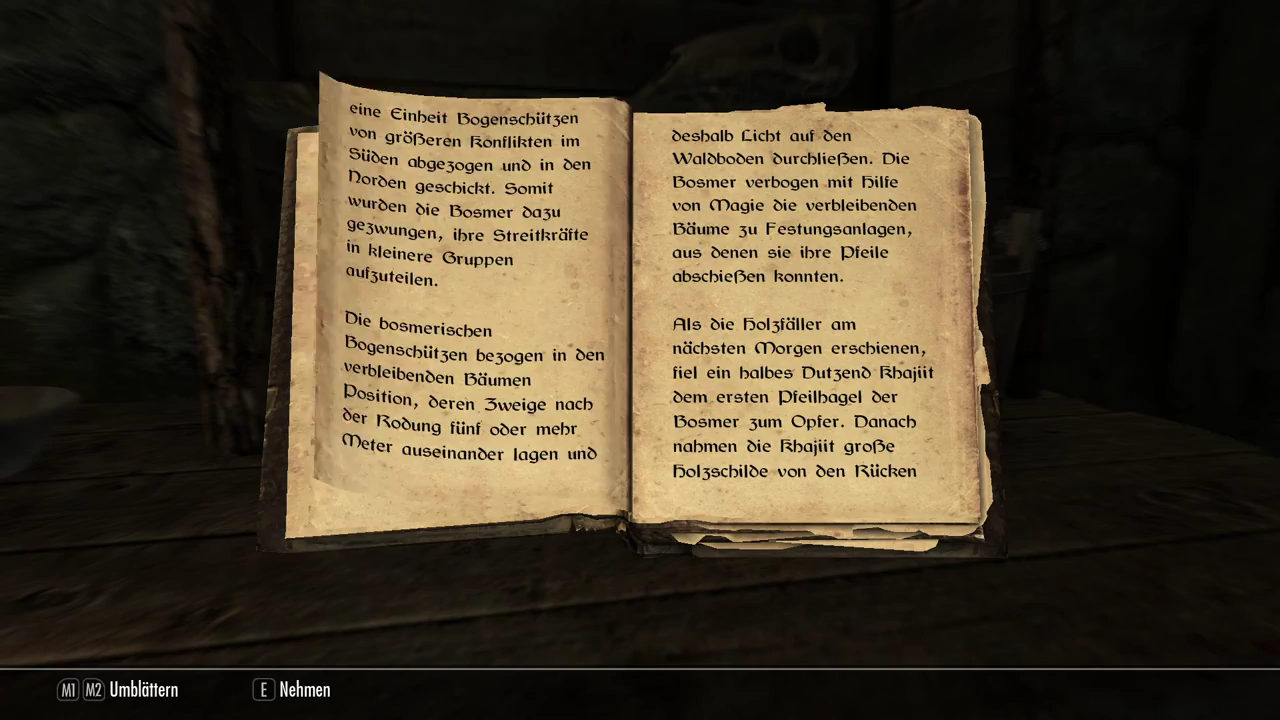 eine Einheit Bogenschützen
von größeren Konflikten im
Süden abgezogen und in den
Norden geschickt. Somit
wurden die Bosmer dazu
gezwungen, ihre Streitkräfte
in kleinere Gruppen
aufzuteilen.
Die bosmerischen
Bogenschützen bezogen in den
verbleibenden Bäumen
Position, deren Zweige nach
der Rodung fünf oder mehr
Meter auseinander lagen und
deshalb Licht auf den
Waldboden durchließen. Die
Bosmer verbogen mit Hilfe
von Magie die verbleibenden
Bäume zu Festungsanlagen,
aus denen sie ihre Pfeile
abschießen konnten.
Als die Holzfäller am
nächsten Morgen erschienen,
fiel ein halbes Dutzend Khajiit
dem ersten Pfeilhagel der
Bosmer zum Opfer. Danach
nahmen die Khajiit große
Holzschilde von den Rücken
M1 M2 Umblättern
E Nehmen